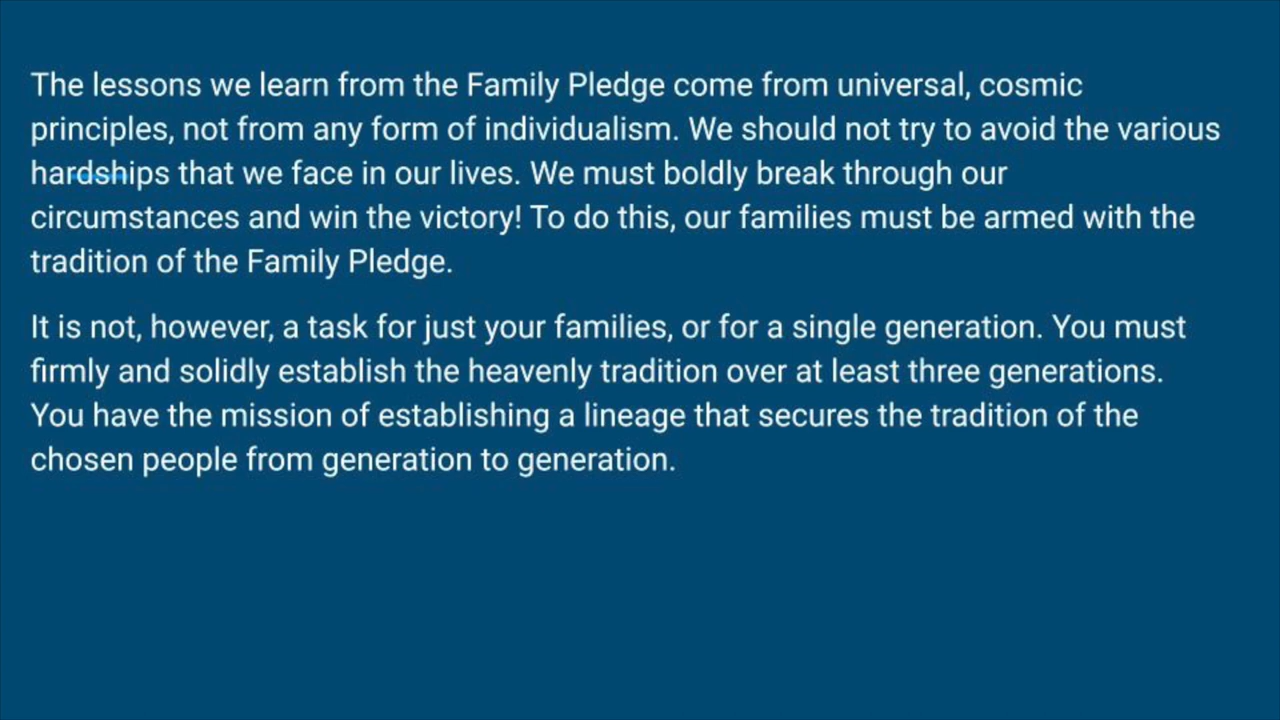 The lessons we learn from the Family Pledge come from universal, cosmic
principles, not from any form of individualism. We should not try to avoid the various
hardships that we face in our lives. We must boldly break through our
circumstances and win the victory! To do this, our families must be armed with the
tradition of the Family Pledge.
It is not, however, a task for just your families, or for a single generation. You must
firmly and solidly establish the heavenly tradition over at least three generations.
You have the mission of establishing a lineage that secures the tradition of the
chosen people from generation to generation.